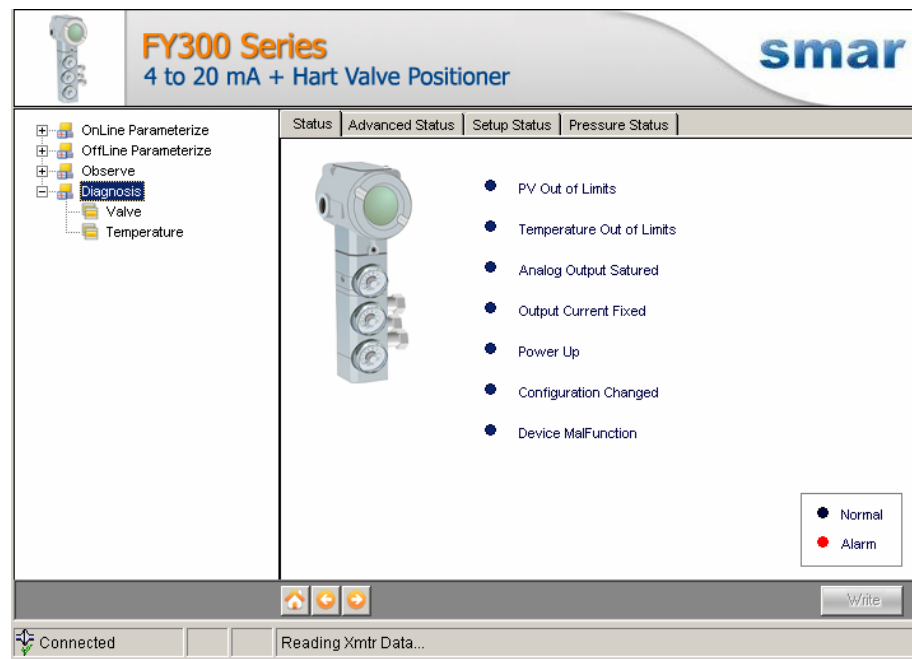 FY300 Series
4 to 20 mA + Hart Valve Positioner
smar
OnLine Parameterize
OffLine Parameterize
Observe
Diagnosis
Valve
Temperature
Status
Advanced Status
Setup Status
Pressure Status
PV Out of Limits
Temperature Out of Limits
Analog Output Satured
Output Current Fixed
Power Up
Configuration Changed
Device MalFunction
Normal
Alarm
Write
Connected
Reading Xmtr Data...